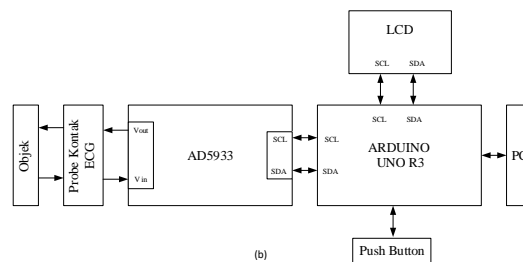 LCD
SCL SDA
SCL SDA
Objek
Probe Kontak
ECG
Vout
Vin
AD5933
SCL
SDA
SCL
SDA
ARDUINO
UNO R3
Push Button
(b)